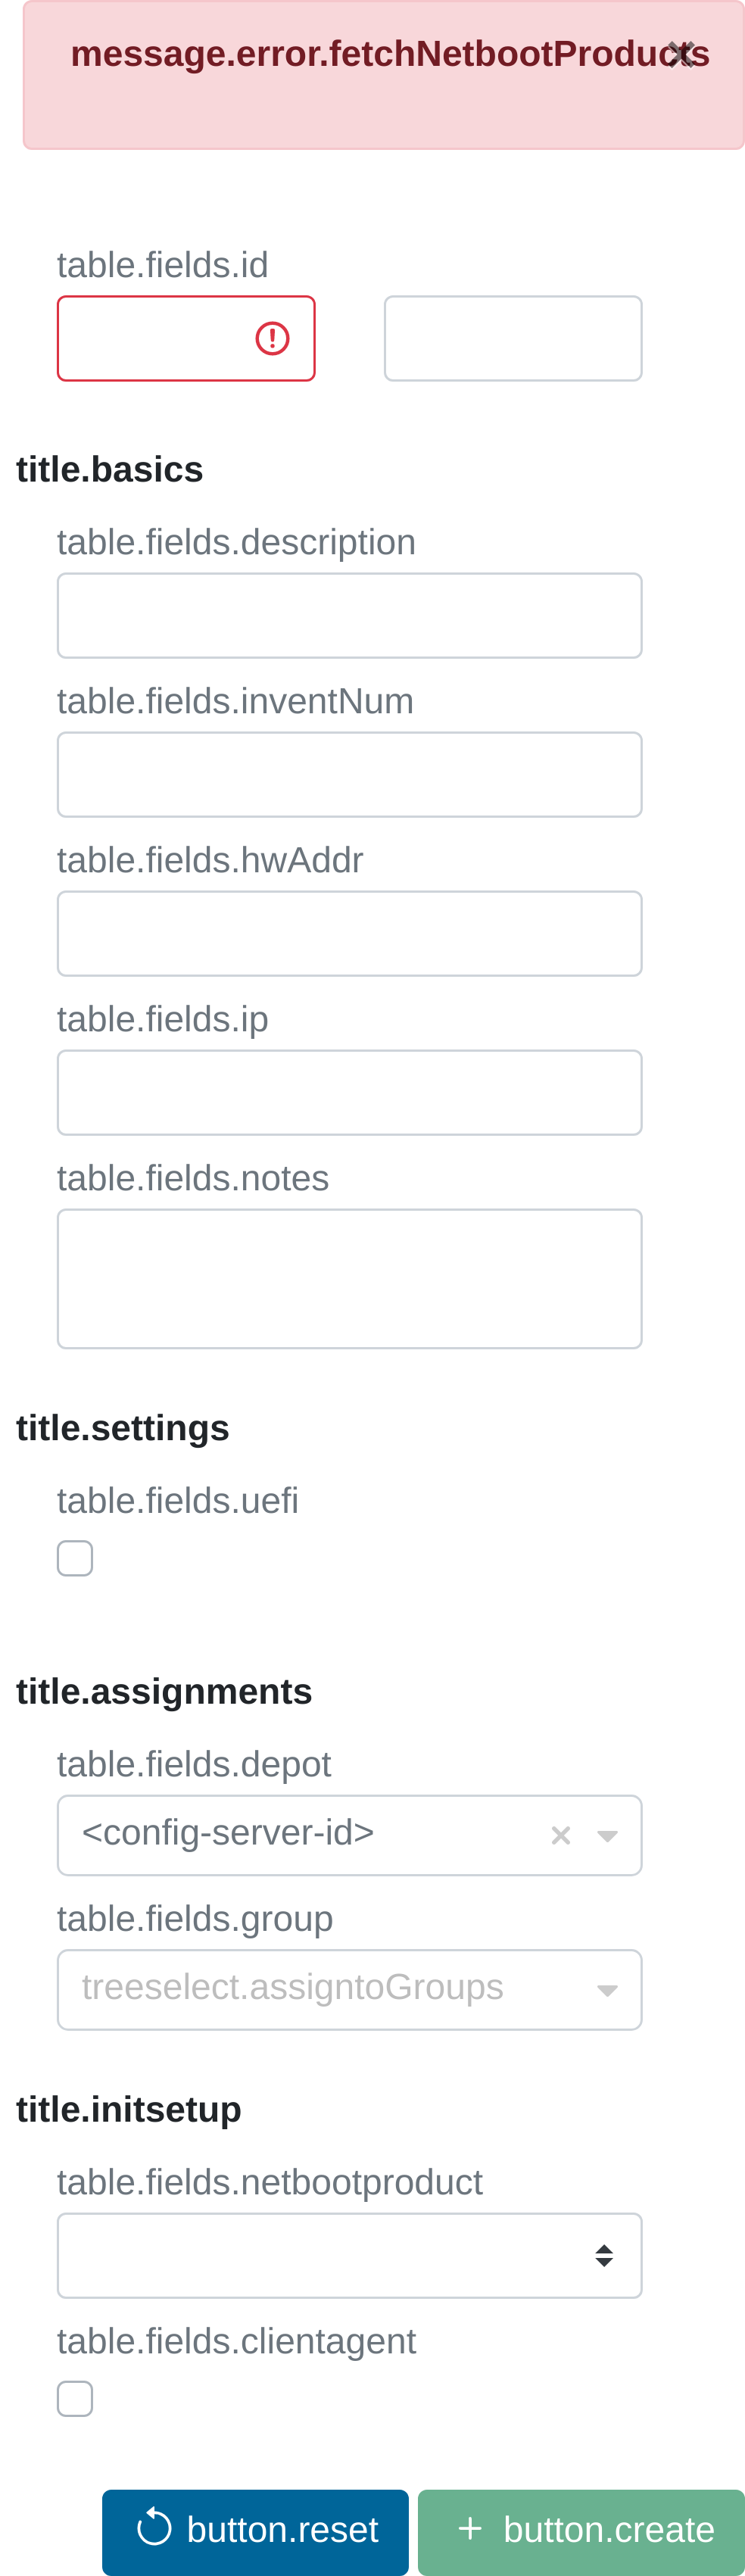 message.error.fetchNetbootProducts
table.fields.id
title.basics
table.fields.description
table.fields.inventNum
table.fields.hwAddr
table.fields.ip
table.fields.notes
title.settings
table.fields.uefi
title.assignments
table.fields.depot
<config-server-id>
table.fields.group
treeselect.assigntoGroups
title.initsetup
table.fields.netbootproduct
table.fields.clientagent
button.reset
button.create